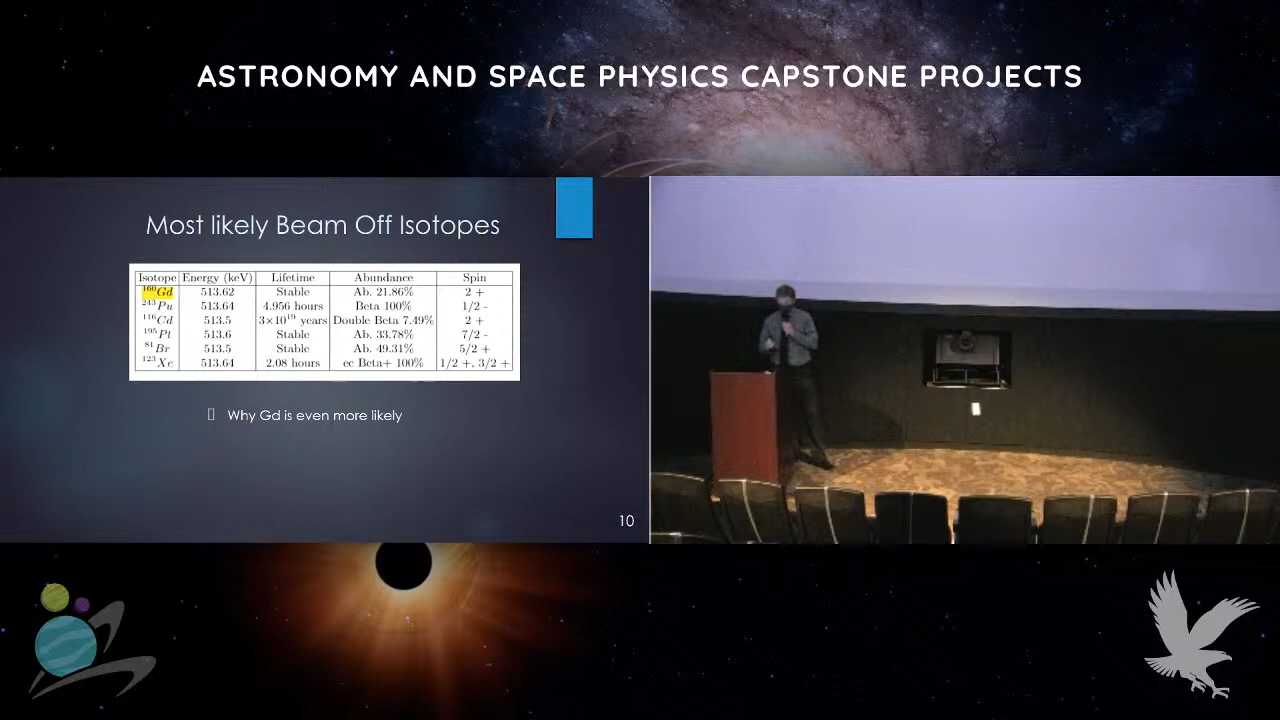 ASTRONOMY AND SPACE PHYSICS CAPSTONE PROJECTS
Most likely Beam Off Isotopes
Isotope Energy (keV) Lifetime Abundance Spin
¹⁶⁰Gd 513.62 Stable Ab. 21.86% 2 +
²⁴³Pu 513.64 4.956 hours Beta 100% 1/2 -
¹¹⁶Cd 513.5 3×10¹⁹ years Double Beta 7.49% 2 +
¹⁹⁵Pt 513.6 Stable Ab. 33.78% 7/2 -
⁸¹Br 513.5 Stable Ab. 49.31% 5/2 +
¹²³Xe 513.64 2.08 hours ec Beta+ 100% 1/2 +, 3/2 +
Why Gd is even more likely
10